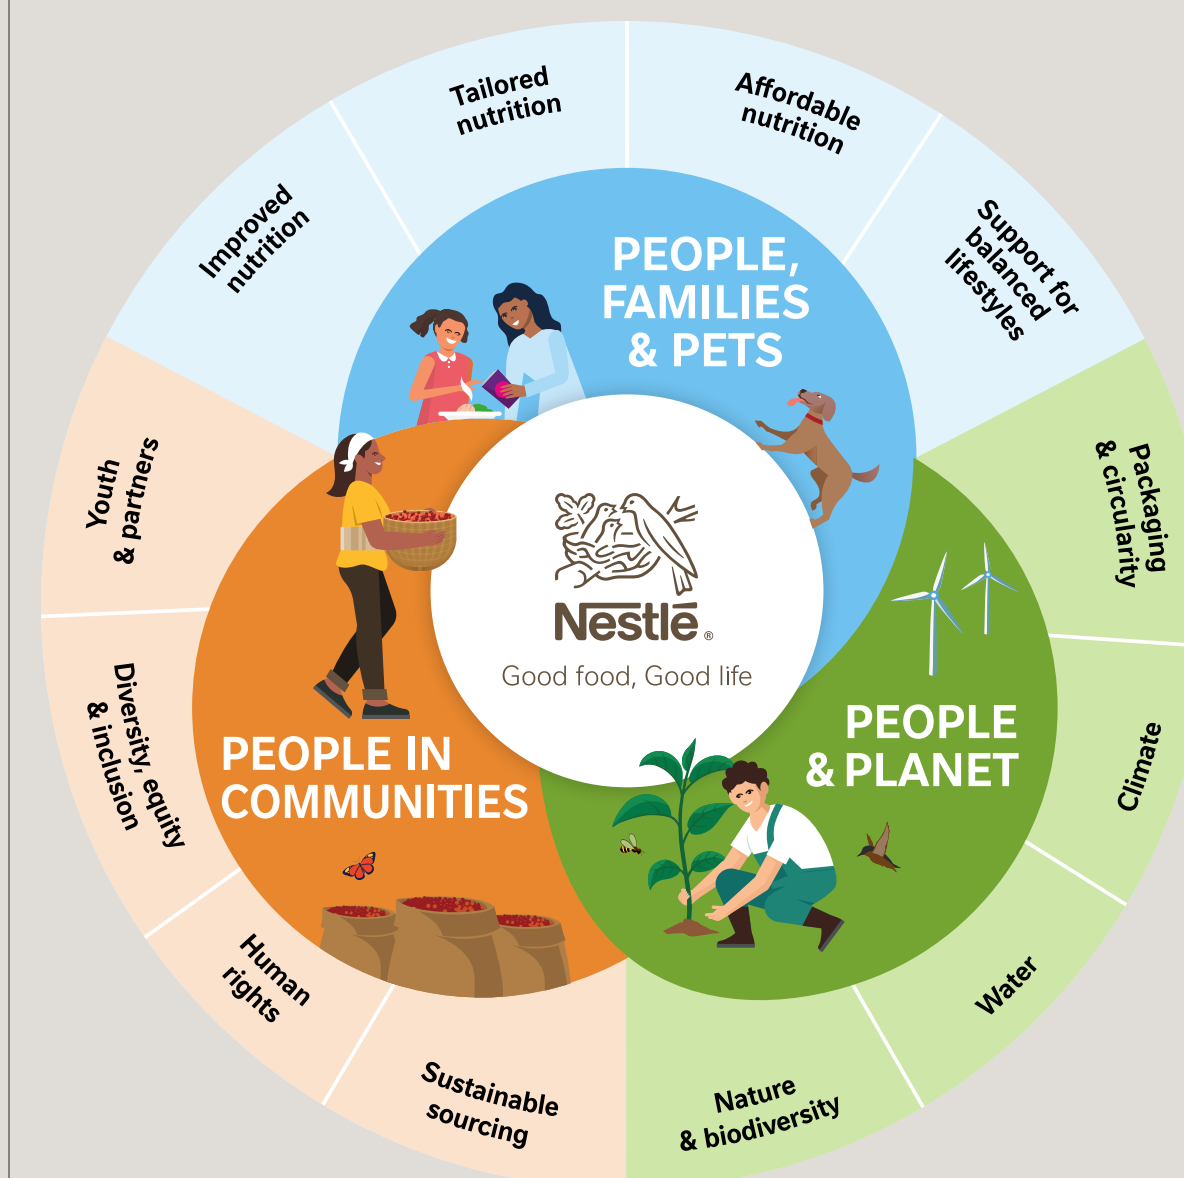 Tailored
nutrition
Affordable
nutrition
Improved
nutrition
Support for
balanced
lifestyles
PEOPLE,
FAMILIES
& PETS
Youth
& partners
Packaging
& circularity
Nestlé®
Good food, Good life
Diversity, equity
& inclusion
PEOPLE IN
COMMUNITIES
PEOPLE
& PLANET
Climate
Human
rights
Water
Sustainable
sourcing
Nature
& biodiversity